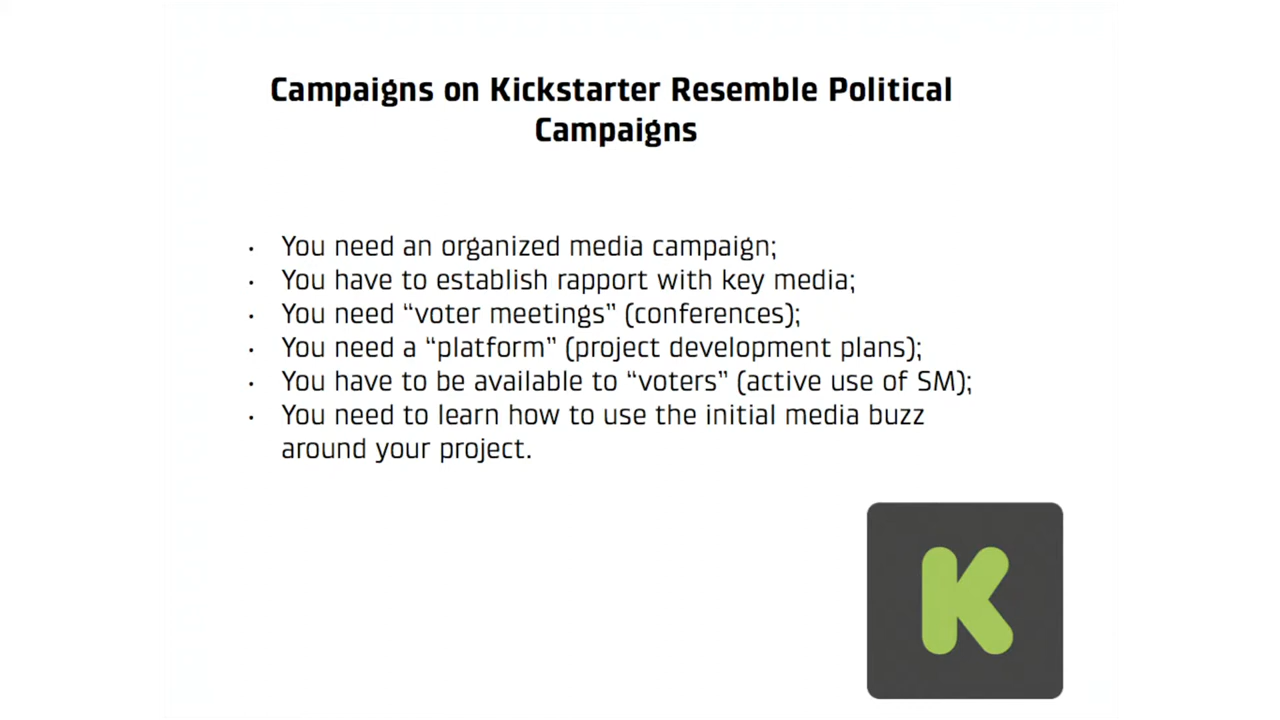 Campaigns on Kickstarter Resemble Political
Campaigns
· You need an organized media campaign;
· You have to establish rapport with key media;
· You need “voter meetings” (conferences);
· You need a “platform” (project development plans);
· You have to be available to “voters” (active use of SM);
· You need to learn how to use the initial media buzz
around your project.
K